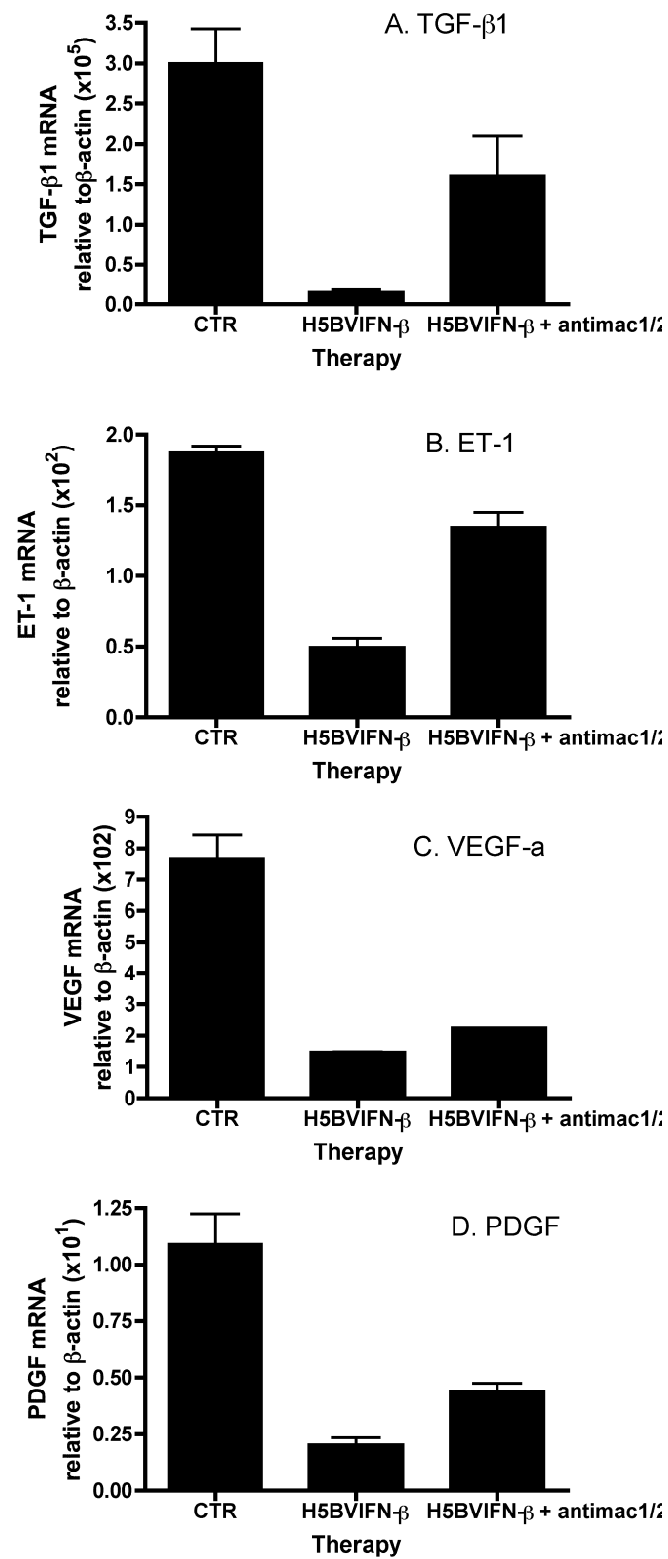 A. TGF-β1
TGF-β1 mRNA
relative toβ-actin (x10⁵)
3.5
3.0
2.5
2.0
1.5
1.0
0.5
0.0
CTR H5BVIFN-β H5BVIFN-β + antimac1/2
Therapy
B. ET-1
ET-1 mRNA
relative to β-actin (x10²)
2.0
1.5
1.0
0.5
0.0
CTR H5BVIFN-β H5BVIFN-β + antimac1/2
Therapy
C. VEGF-a
VEGF mRNA
relative to β-actin (x102)
9
8
7
6
5
4
3
2
1
0
CTR H5BVIFN-β H5BVIFN-β + antimac1/2
Therapy
D. PDGF
PDGF mRNA
relative to β-actin (x10¹)
1.25
1.00
0.75
0.50
0.25
0.00
CTR H5BVIFN-β H5BVIFN-β + antimac1/2
Therapy